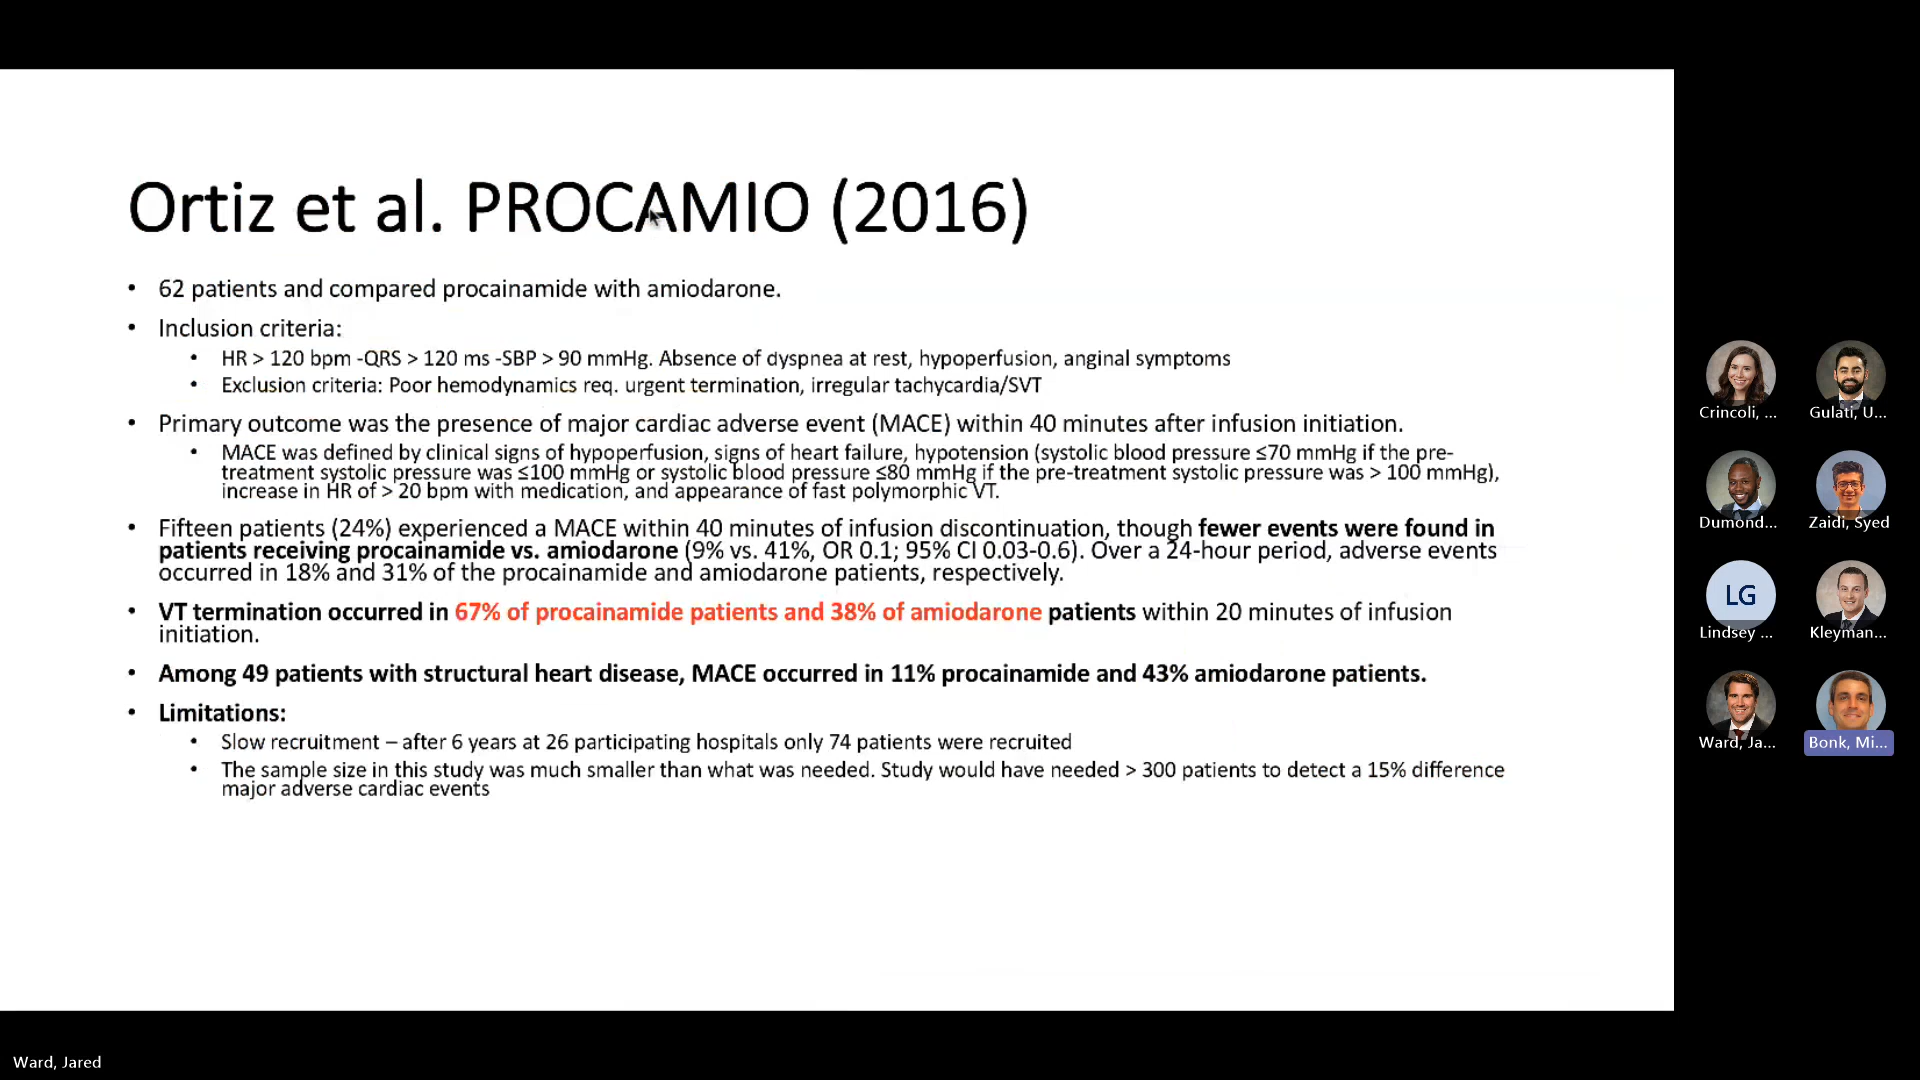 Ortiz et al. PROCAMIO (2016)
• 62 patients and compared procainamide with amiodarone.
• Inclusion criteria:
• HR > 120 bpm -QRS > 120 ms -SBP > 90 mmHg. Absence of dyspnea at rest, hypoperfusion, anginal symptoms
• Exclusion criteria: Poor hemodynamics req. urgent termination, irregular tachycardia/SVT
• Primary outcome was the presence of major cardiac adverse event (MACE) within 40 minutes after infusion initiation.
• MACE was defined by clinical signs of hypoperfusion, signs of heart failure, hypotension (systolic blood pressure ≤70 mmHg if the pre-
treatment systolic pressure was ≤100 mmHg or systolic blood pressure ≤80 mmHg if the pre-treatment systolic pressure was > 100 mmHg),
increase in HR of > 20 bpm with medication, and appearance of fast polymorphic VT.
• Fifteen patients (24%) experienced a MACE within 40 minutes of infusion discontinuation, though fewer events were found in
patients receiving procainamide vs. amiodarone (9% vs. 41%, OR 0.1; 95% CI 0.03-0.6). Over a 24-hour period, adverse events
occurred in 18% and 31% of the procainamide and amiodarone patients, respectively.
• VT termination occurred in 67% of procainamide patients and 38% of amiodarone patients within 20 minutes of infusion
initiation.
• Among 49 patients with structural heart disease, MACE occurred in 11% procainamide and 43% amiodarone patients.
• Limitations:
• Slow recruitment – after 6 years at 26 participating hospitals only 74 patients were recruited
• The sample size in this study was much smaller than what was needed. Study would have needed > 300 patients to detect a 15% difference
major adverse cardiac events
Crincoli, ...
Gulati, U...
Dumond...
Zaidi, Syed
LG
Lindsey ...
Kleyman...
Ward, Ja...
Bonk, Mi...
Ward, Jared